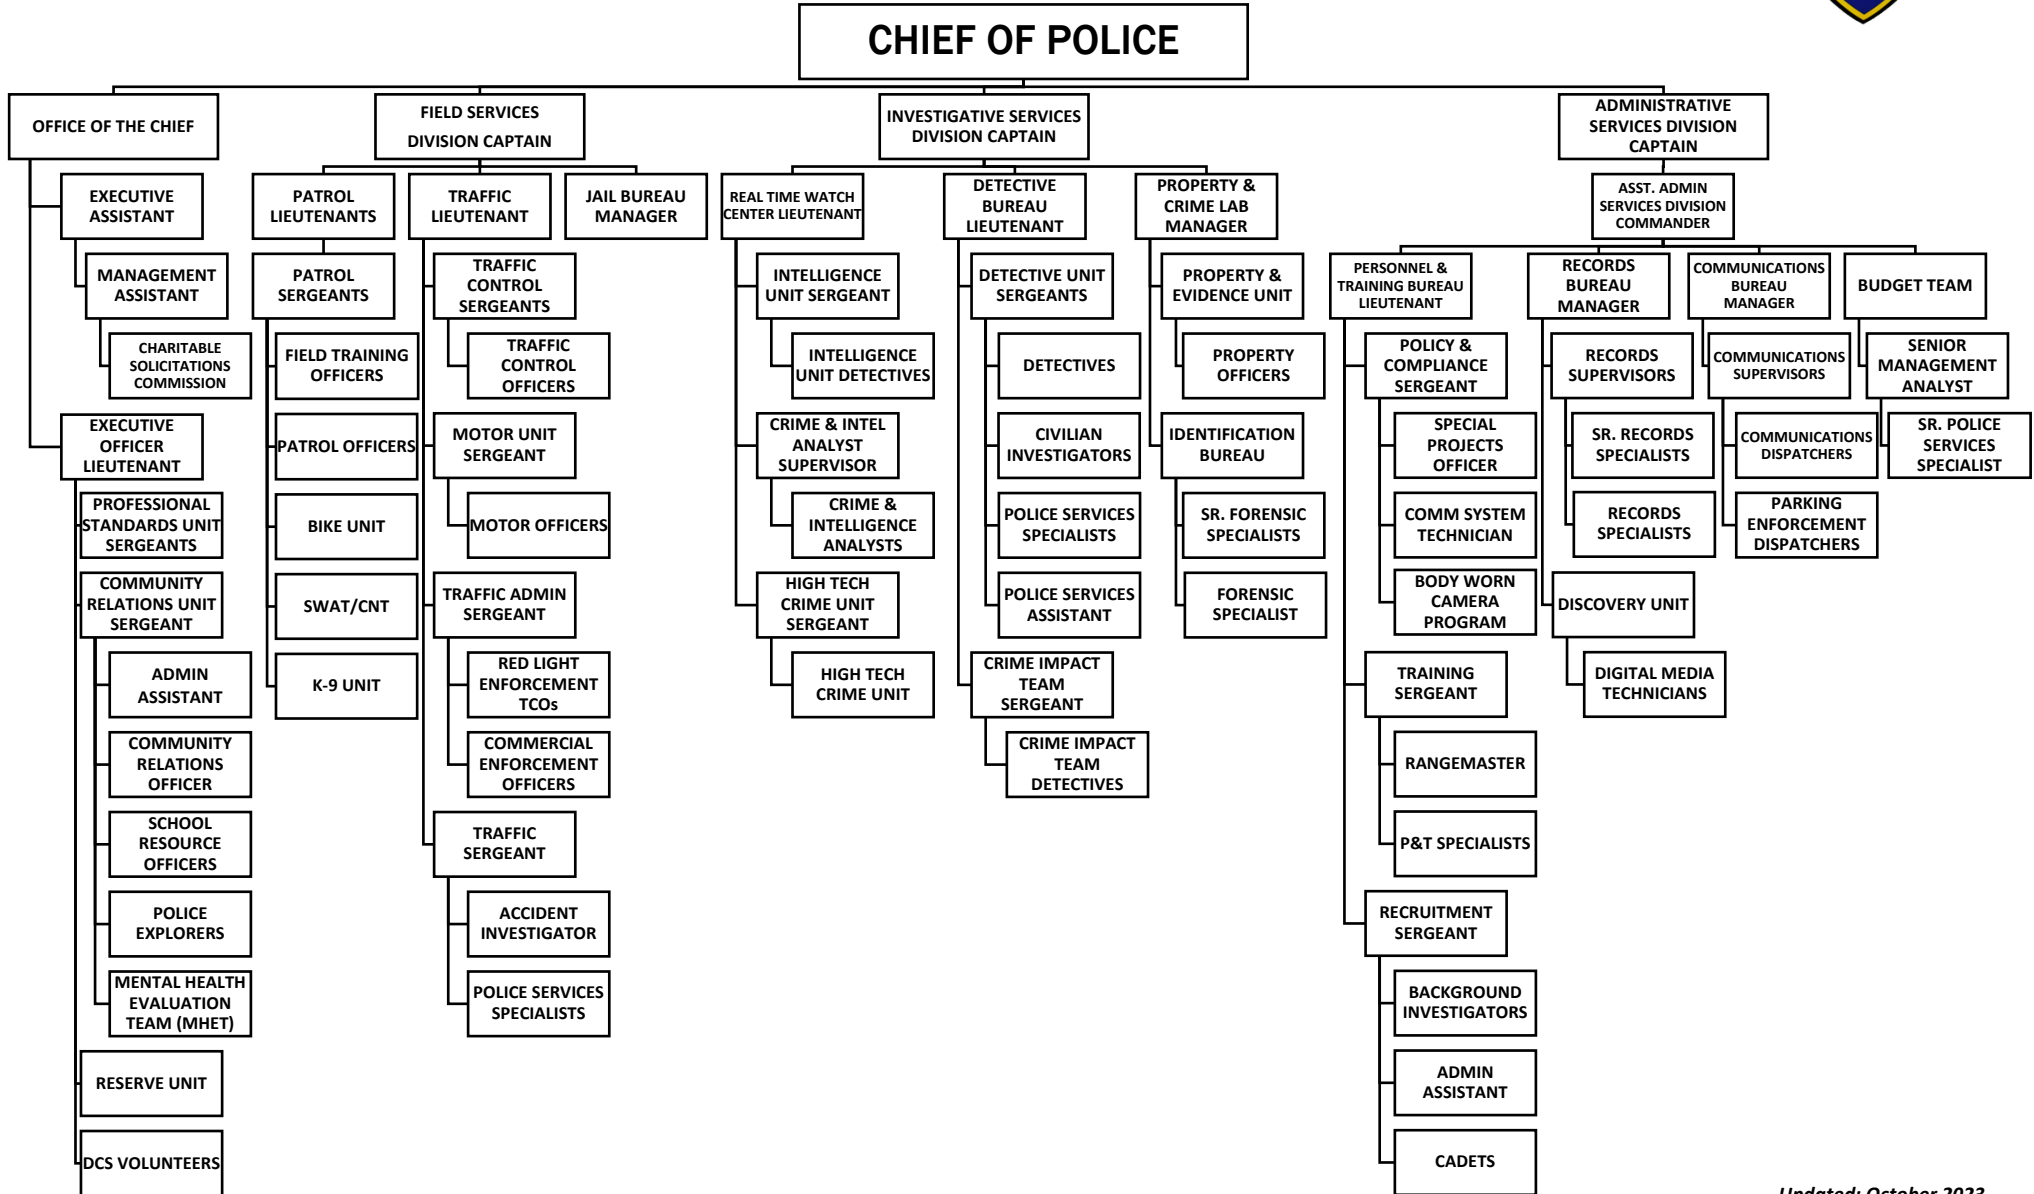 CHIEF OF POLICE
OFFICE OF THE CHIEF
EXECUTIVE
ASSISTANT
MANAGEMENT
ASSISTANT
CHARITABLE
SOLICITATIONS
COMMISSION
EXECUTIVE
OFFICER
LIEUTENANT
PROFESSIONAL
STANDARDS UNIT
SERGEANTS
COMMUNITY
RELATIONS UNIT
SERGEANT
ADMIN
ASSISTANT
COMMUNITY
RELATIONS
OFFICER
SCHOOL
RESOURCE
OFFICERS
POLICE
EXPLORERS
MENTAL HEALTH
EVALUATION
TEAM (MHET)
RESERVE UNIT
DCS VOLUNTEERS
FIELD SERVICES
DIVISION CAPTAIN
PATROL
LIEUTENANTS
PATROL
SERGEANTS
FIELD TRAINING
OFFICERS
PATROL OFFICERS
BIKE UNIT
SWAT/CNT
K-9 UNIT
TRAFFIC
LIEUTENANT
TRAFFIC
CONTROL
SERGEANTS
TRAFFIC
CONTROL
OFFICERS
MOTOR UNIT
SERGEANT
MOTOR OFFICERS
TRAFFIC ADMIN
SERGEANT
RED LIGHT
ENFORCEMENT
TCOs
COMMERCIAL
ENFORCEMENT
OFFICERS
TRAFFIC
SERGEANT
ACCIDENT
INVESTIGATOR
POLICE SERVICES
SPECIALISTS
JAIL BUREAU
MANAGER
INVESTIGATIVE SERVICES
DIVISION CAPTAIN
REAL TIME WATCH
CENTER LIEUTENANT
INTELLIGENCE
UNIT SERGEANT
INTELLIGENCE
UNIT DETECTIVES
CRIME & INTEL
ANALYST
SUPERVISOR
CRIME &
INTELLIGENCE
ANALYSTS
HIGH TECH
CRIME UNIT
SERGEANT
HIGH TECH
CRIME UNIT
DETECTIVE
BUREAU
LIEUTENANT
DETECTIVE UNIT
SERGEANTS
DETECTIVES
CIVILIAN
INVESTIGATORS
POLICE SERVICES
SPECIALISTS
POLICE SERVICES
ASSISTANT
CRIME IMPACT
TEAM
SERGEANT
CRIME IMPACT
TEAM
DETECTIVES
PROPERTY &
CRIME LAB
MANAGER
PROPERTY &
EVIDENCE UNIT
PROPERTY
OFFICERS
IDENTIFICATION
BUREAU
SR. FORENSIC
SPECIALISTS
FORENSIC
SPECIALIST
ADMINISTRATIVE
SERVICES DIVISION
CAPTAIN
ASST. ADMIN
SERVICES DIVISION
COMMANDER
PERSONNEL &
TRAINING BUREAU
LIEUTENANT
POLICY &
COMPLIANCE
SERGEANT
SPECIAL
PROJECTS
OFFICER
COMM SYSTEM
TECHNICIAN
BODY WORN
CAMERA
PROGRAM
TRAINING
SERGEANT
RANGEMASTER
P&T SPECIALISTS
RECRUITMENT
SERGEANT
BACKGROUND
INVESTIGATORS
ADMIN
ASSISTANT
CADETS
RECORDS
BUREAU
MANAGER
RECORDS
SUPERVISORS
SR. RECORDS
SPECIALISTS
RECORDS
SPECIALISTS
DISCOVERY UNIT
DIGITAL MEDIA
TECHNICIANS
COMMUNICATIONS
BUREAU
MANAGER
COMMUNICATIONS
SUPERVISORS
COMMUNICATIONS
DISPATCHERS
PARKING
ENFORCEMENT
DISPATCHERS
BUDGET TEAM
SENIOR
MANAGEMENT
ANALYST
SR. POLICE
SERVICES
SPECIALIST
Updated: October 2023